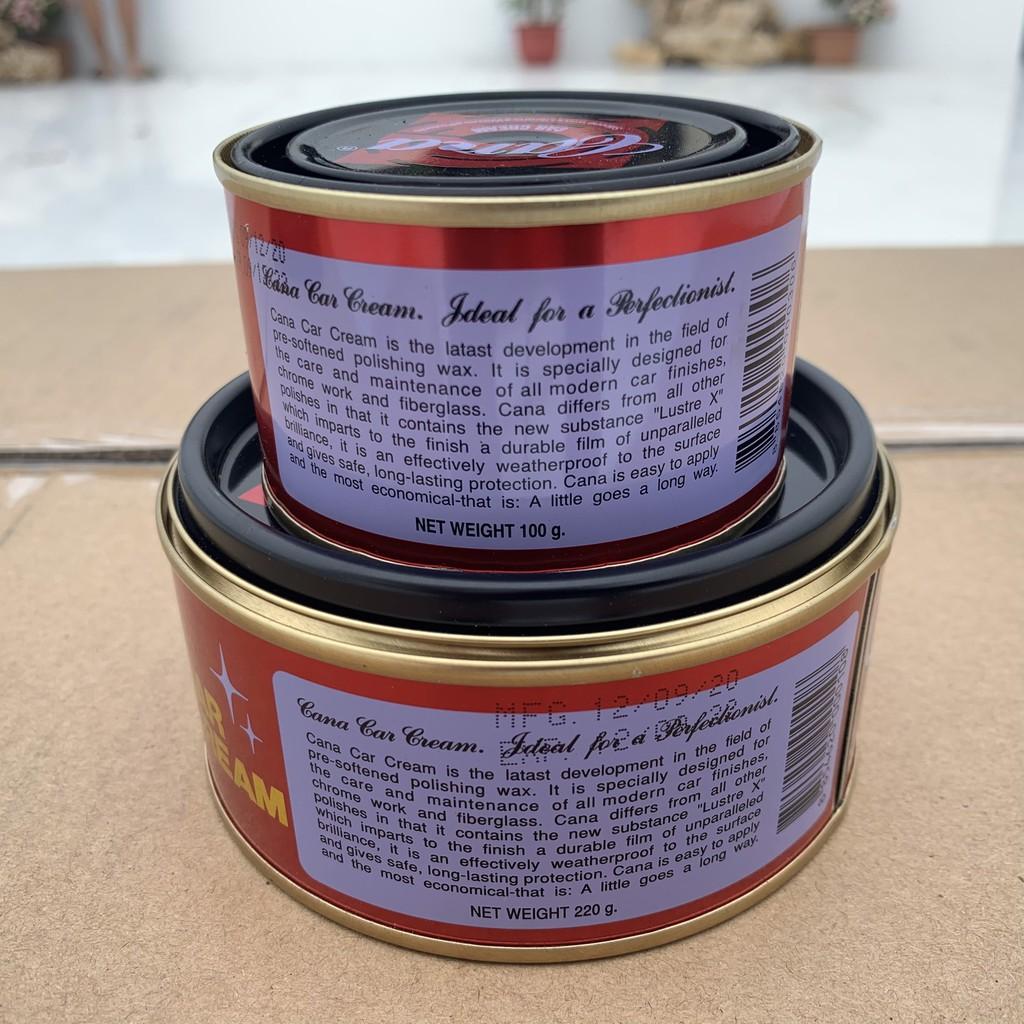 Cana
CAR CREAM
Cana Car Cream. Ideal for a Perfectionist.
Cana Car Cream is the latast development in the field of
pre-softened polishing wax. It is specially designed for
the care and maintenance of all modern car finishes,
chrome work and fiberglass. Cana differs from all other
polishes in that it contains the new substance "Lustre X"
which imparts to the finish a durable film of unparalleled
brilliance, it is an effectively weatherproof to the surface
and gives safe, long-lasting protection. Cana is easy to apply
and the most economical-that is: A little goes a long way.
NET WEIGHT 100 g.
MFG. 12/09/20
Cana Car Cream. Ideal for a Perfectionist.
Cana Car Cream is the latast development in the field of
pre-softened polishing wax. It is specially designed for
the care and maintenance of all modern car finishes,
chrome work and fiberglass. Cana differs from all other
polishes in that it contains the new substance "Lustre X"
which imparts to the finish a durable film of unparalleled
brilliance, it is an effectively weatherproof to the surface
and gives safe, long-lasting protection. Cana is easy to apply
and the most economical-that is: A little goes a long way.
NET WEIGHT 220 g.